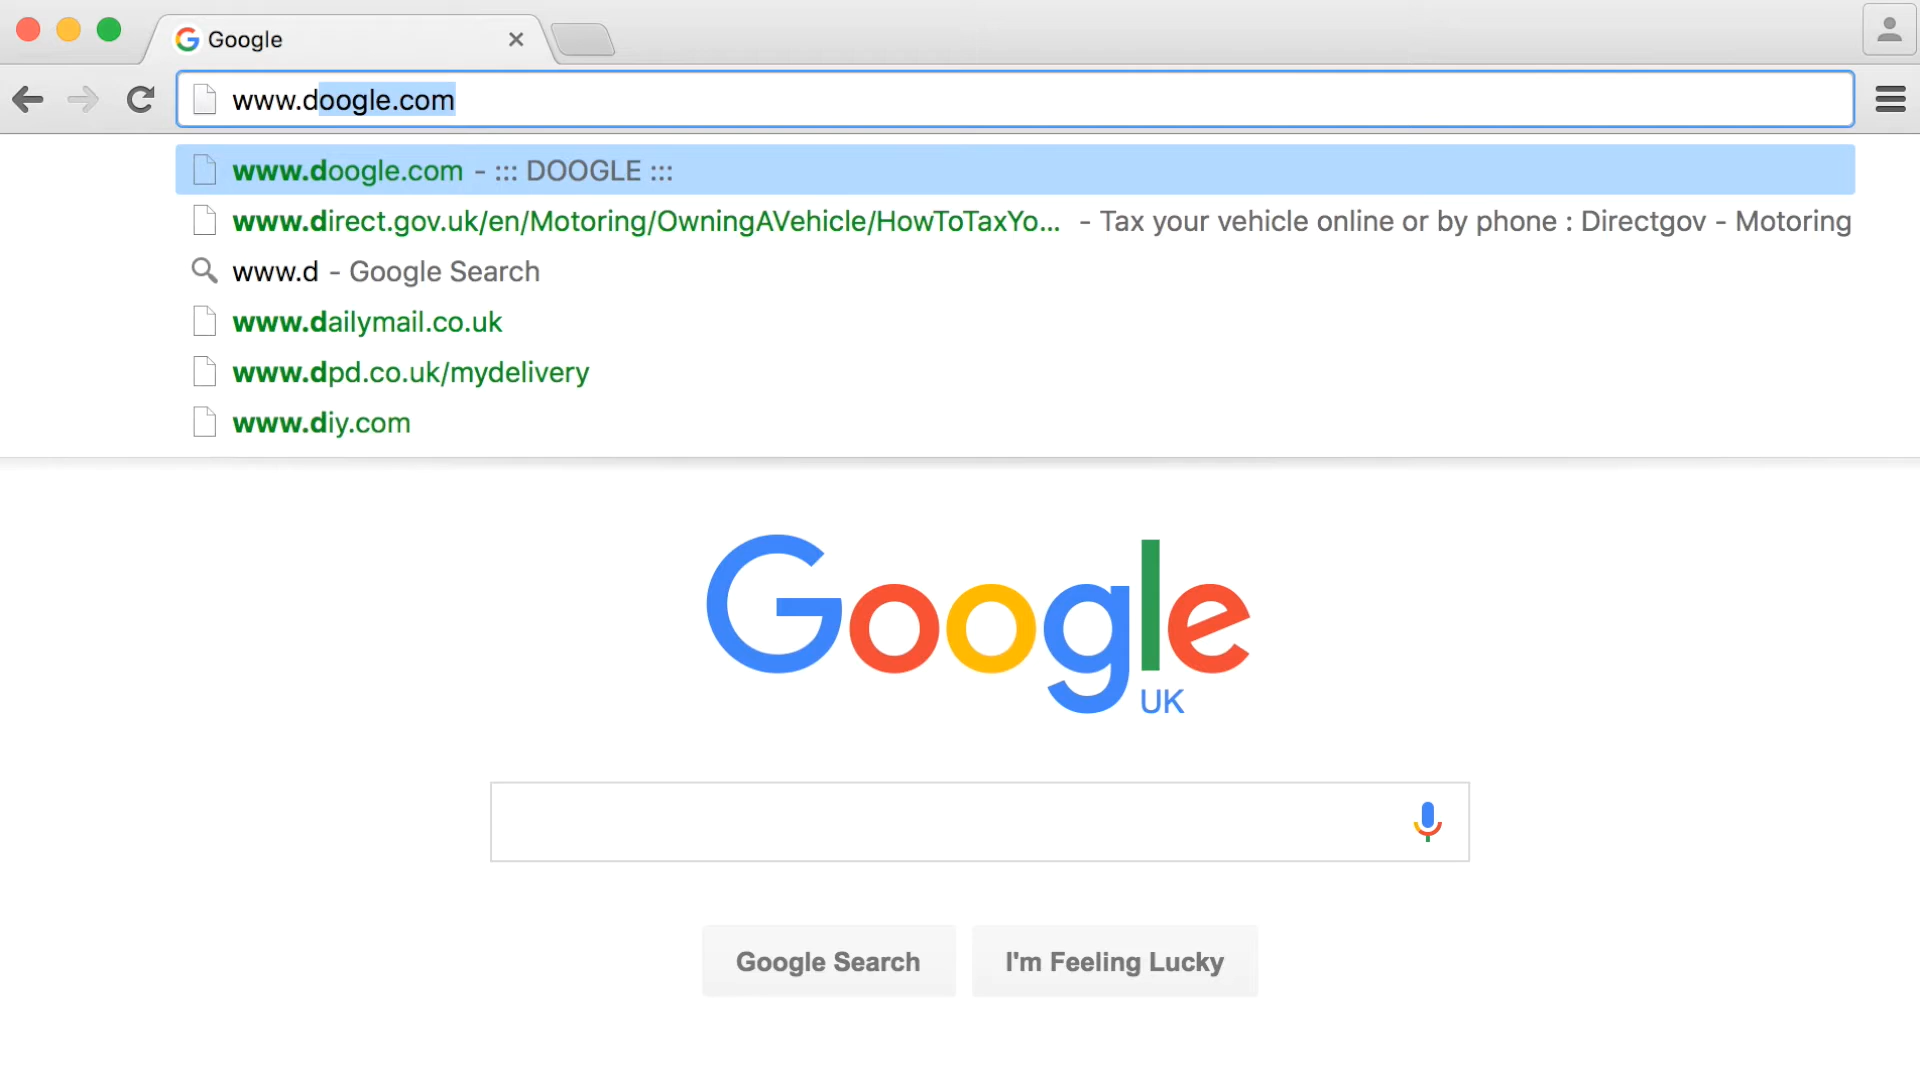 Google
www.doogle.com
www.doogle.com - ::: DOOGLE :::
www.direct.gov.uk/en/Motoring/OwningAVehicle/HowToTaxYo... - Tax your vehicle online or by phone : Directgov - Motoring
www.d - Google Search
www.dailymail.co.uk
www.dpd.co.uk/mydelivery
www.diy.com
Google
UK
Google Search I'm Feeling Lucky